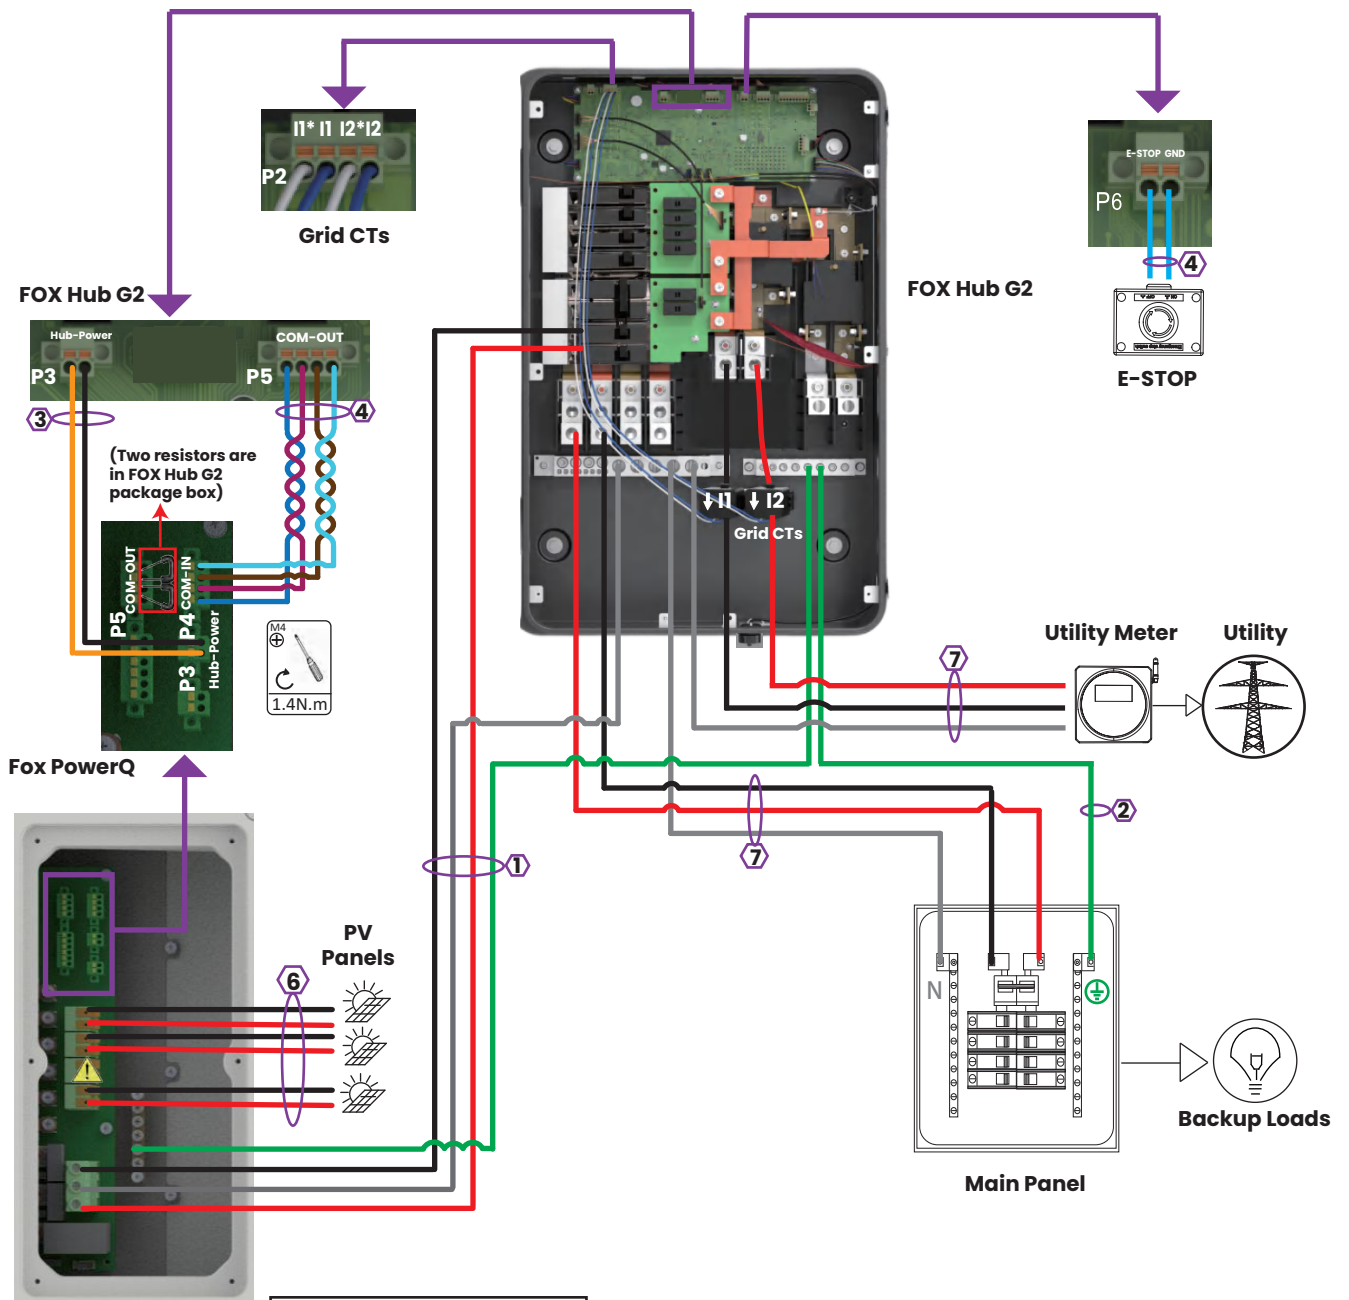 I1* I1 I2* I2
P2
Grid CTs
E-STOP GND
P6
4
E-STOP
FOX Hub G2
FOX Hub G2
Hub-Power
COM-OUT
P3
P5
3
4
(Two resistors are
in FOX Hub G2
package box)
COM-OUT
COM-IN
P5
P4
Hub-Power
P3
M4
1.4N.m
Fox PowerQ
I1
I2
Grid CTs
Utility Meter
Utility
7
7
2
1
PV
Panels
6
N
Backup Loads
Main Panel